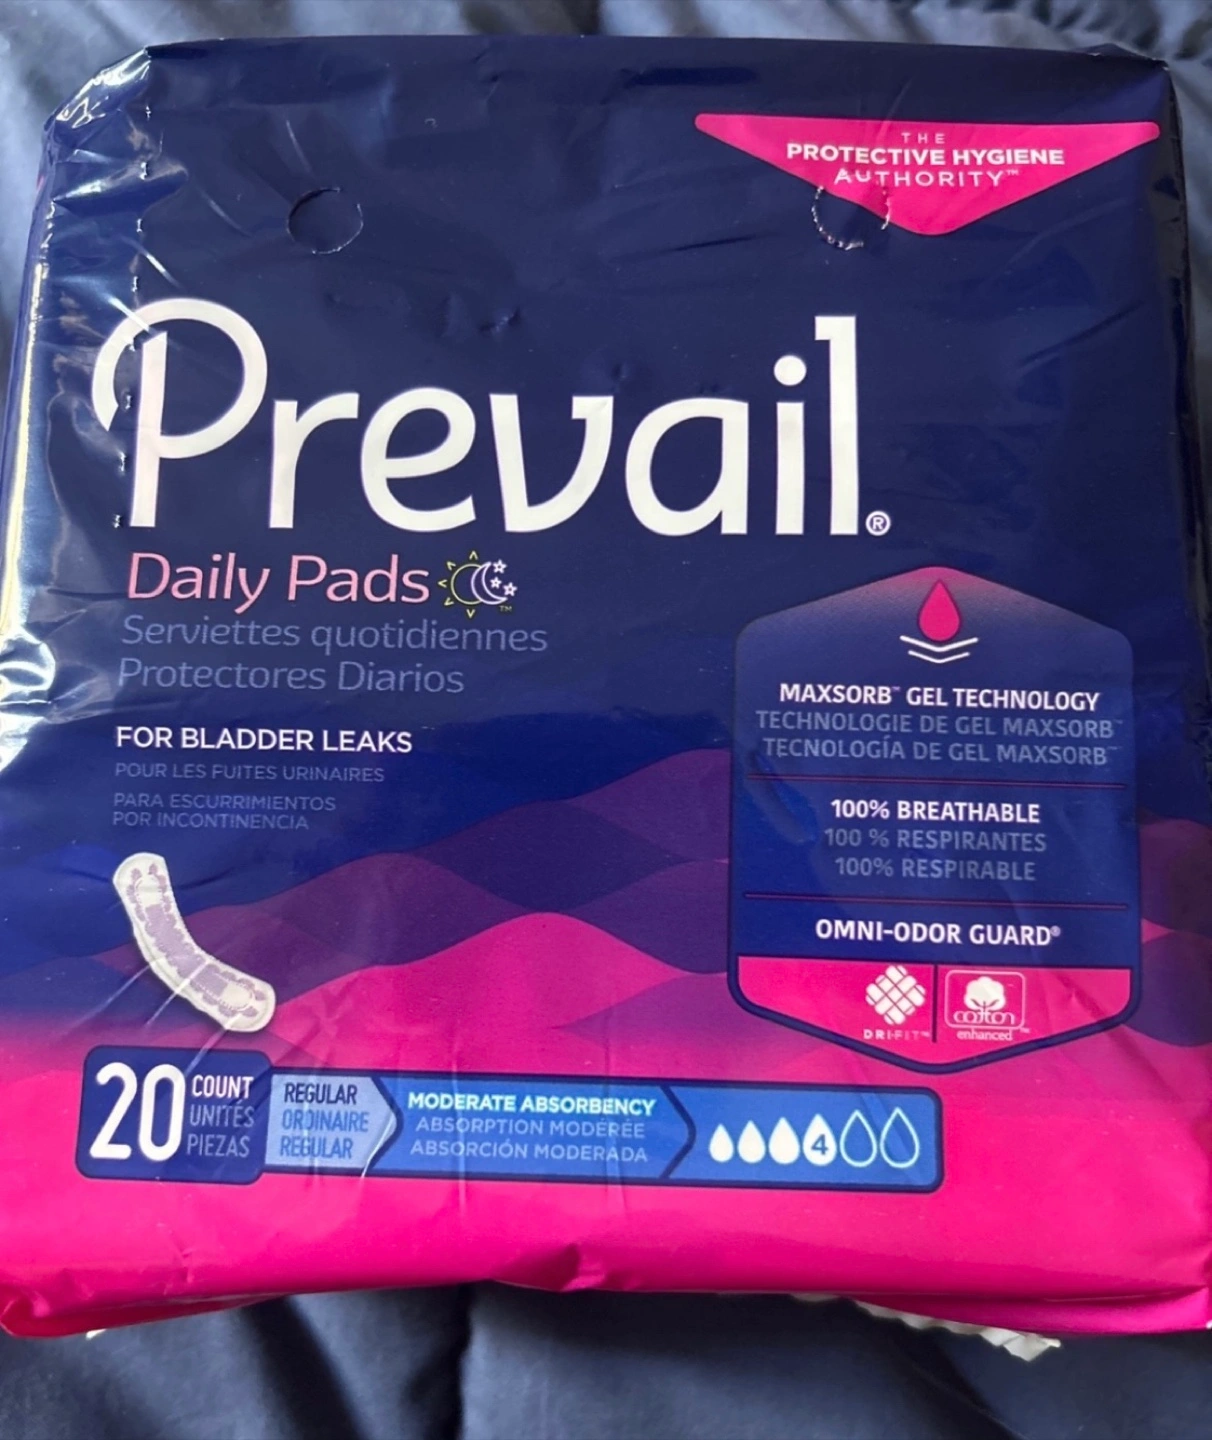 THE
PROTECTIVE HYGIENE
AUTHORITY™
Prevail®
Daily Pads ™
Serviettes quotidiennes
Protectores Diarios
FOR BLADDER LEAKS
POUR LES FUITES URINAIRES
PARA ESCURRIMIENTOS
POR INCONTINENCIA
MAXSORB™ GEL TECHNOLOGY
TECHNOLOGIE DE GEL MAXSORB™
TECNOLOGÍA DE GEL MAXSORB™
100% BREATHABLE
100 % RESPIRANTES
100% RESPIRABLE
OMNI-ODOR GUARD®
DRI-FIT™
cotton
enhanced™
20
COUNT
UNITÉS
PIEZAS
REGULAR
ORDINAIRE
REGULAR
MODERATE ABSORBENCY
ABSORPTION MODÉRÉE
ABSORCIÓN MODERADA
4